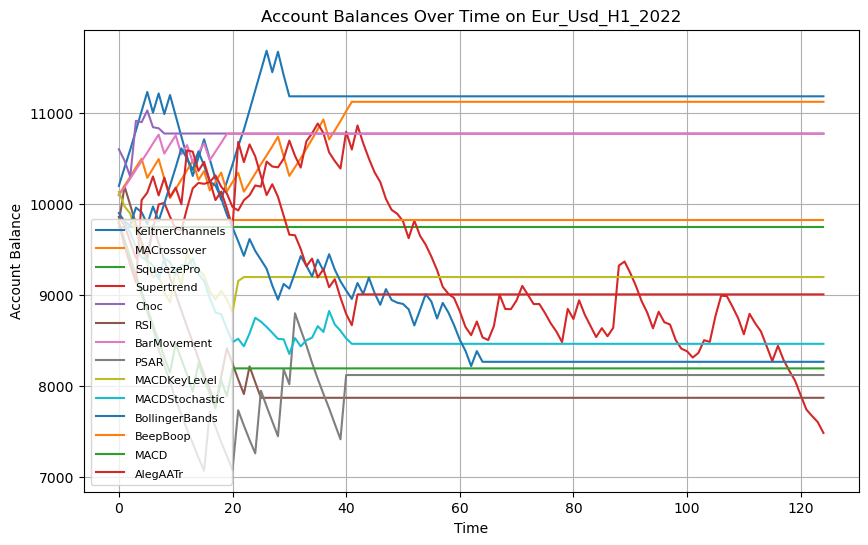 Account Balances Over Time on Eur_Usd_H1_2022
Account Balance
11000
10000
9000
8000
7000
KeltlerChannels
MACrossover
SqueezePro
Supertrend
Choc
RSI
BarMovement
PSAR
MACDKeyLevel
MACDStochastic
BollingerBands
BeepBoop
MACD
AlegAATr
0
20
40
60
80
100
120
Time